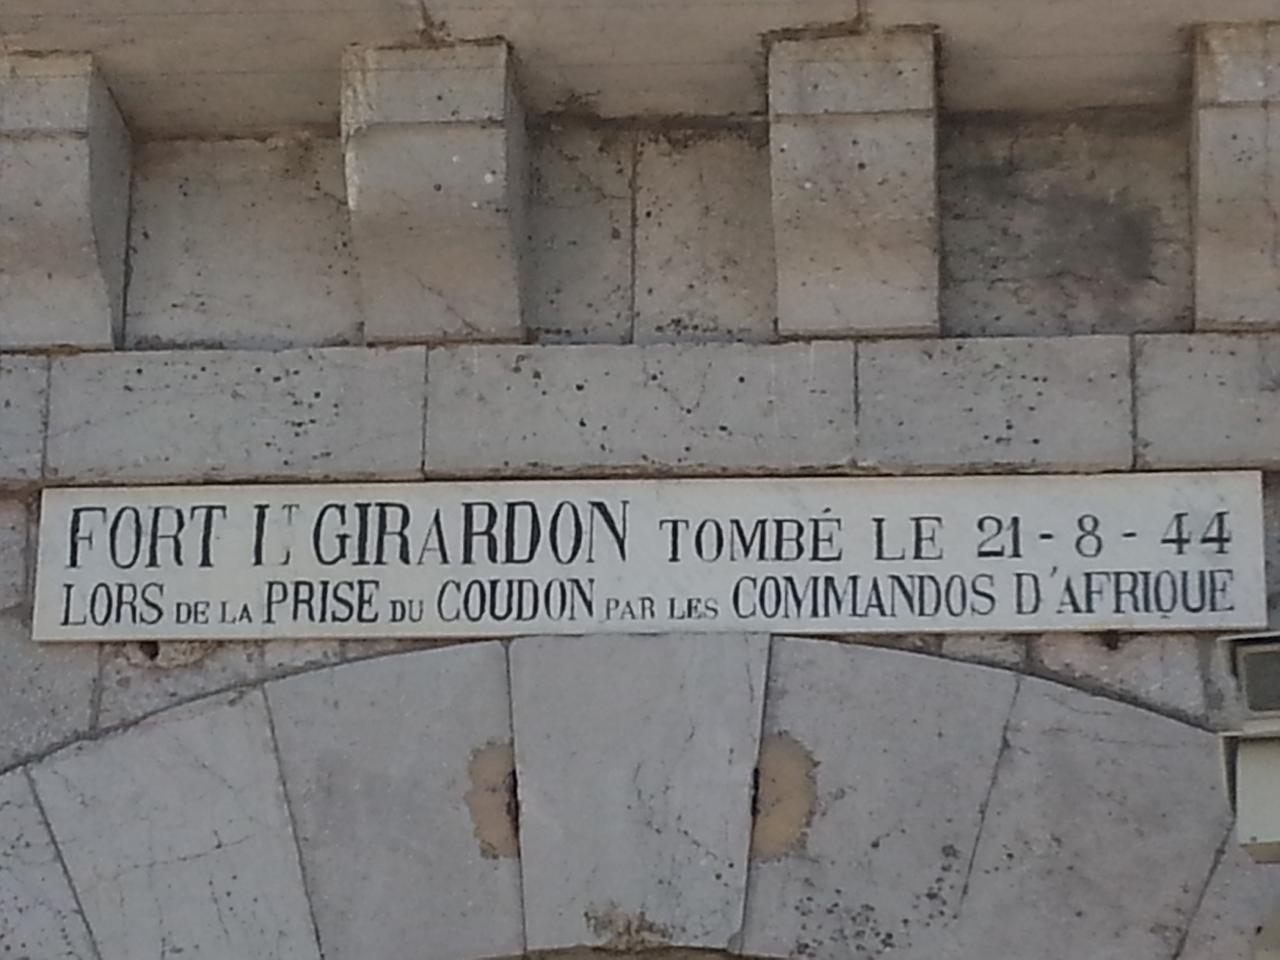 FORT LT GIRARDON TOMBÉ LE 21-8-44
LORS DE LA PRISE DU COUDON PAR LES COMMANDOS D'AFRIQUE